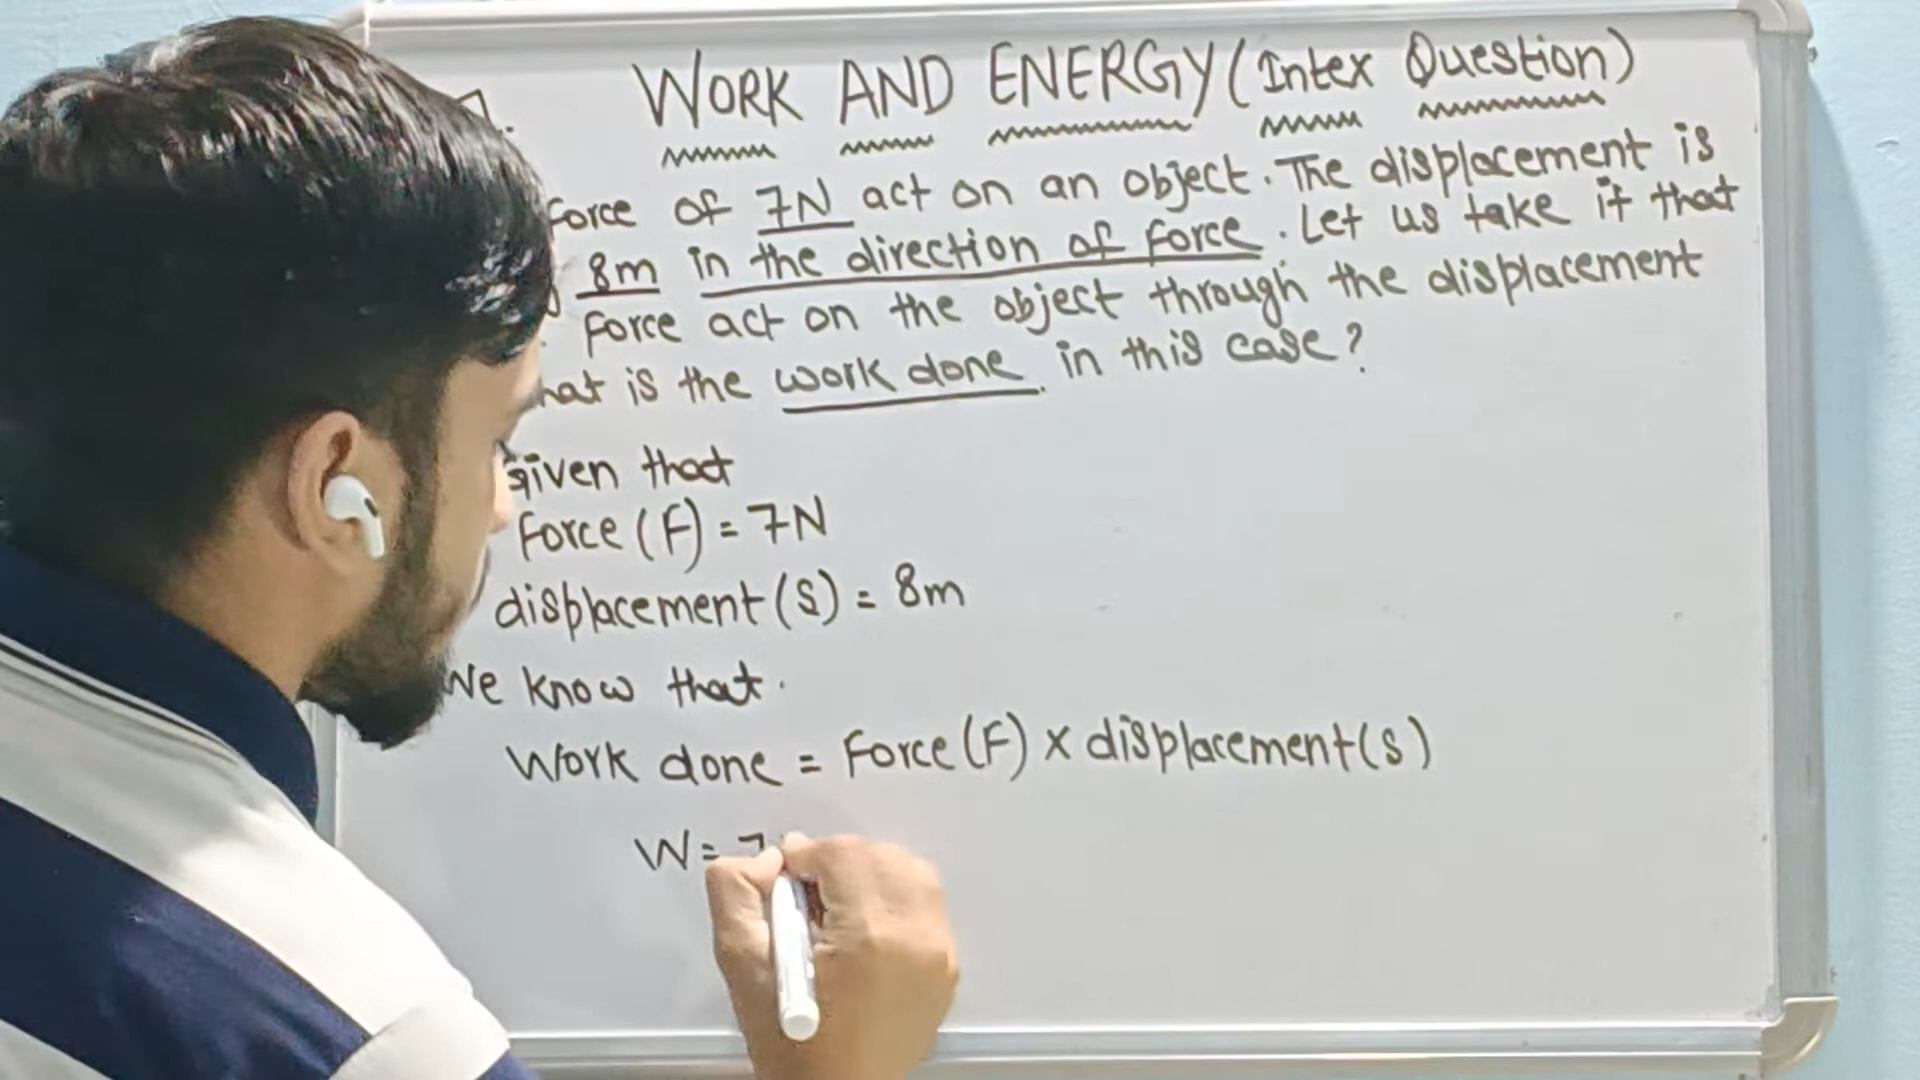 WORK AND ENERGY (Intex Question)
force of 7N act on an object. The displacement is
8m in the direction of force. Let us take it that
force act on the object through the displacement
is the work done in this case?
given that
Force (F) = 7N
displacement (S) = 8m
We know that.
Work done = Force (F) x displacement (S)
W = 7